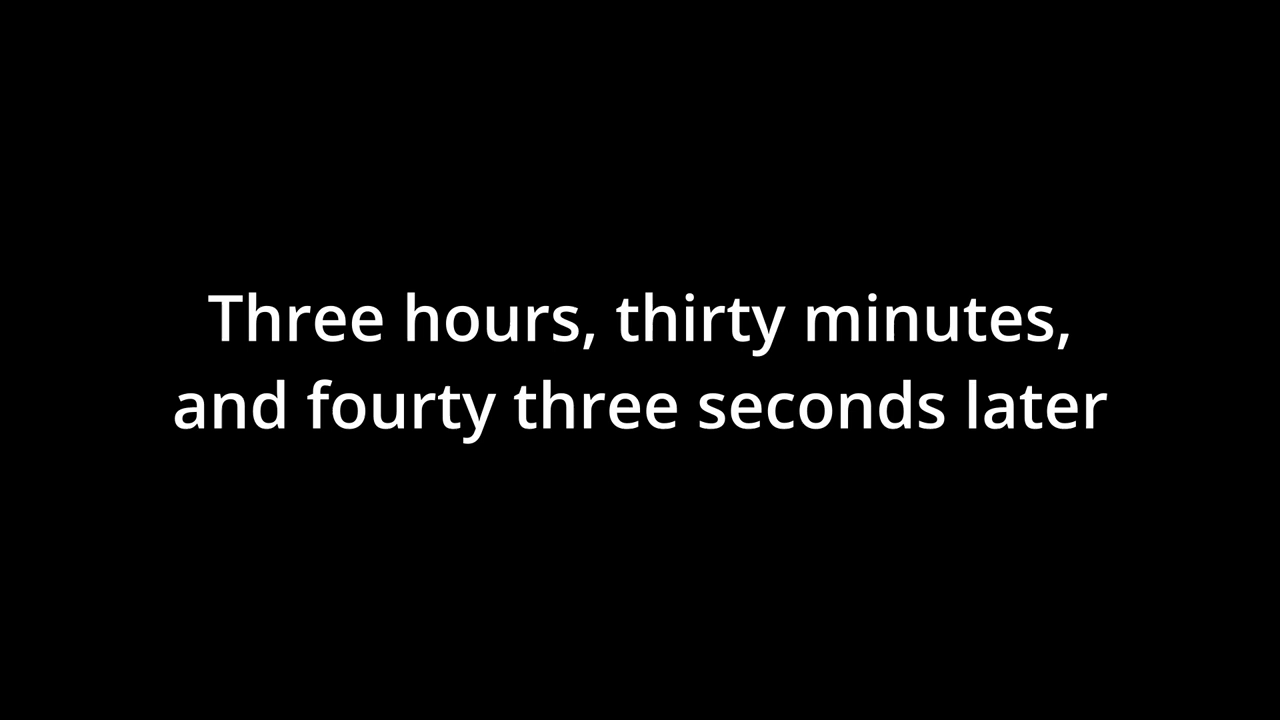 Three hours, thirty minutes,
and fourty three seconds later